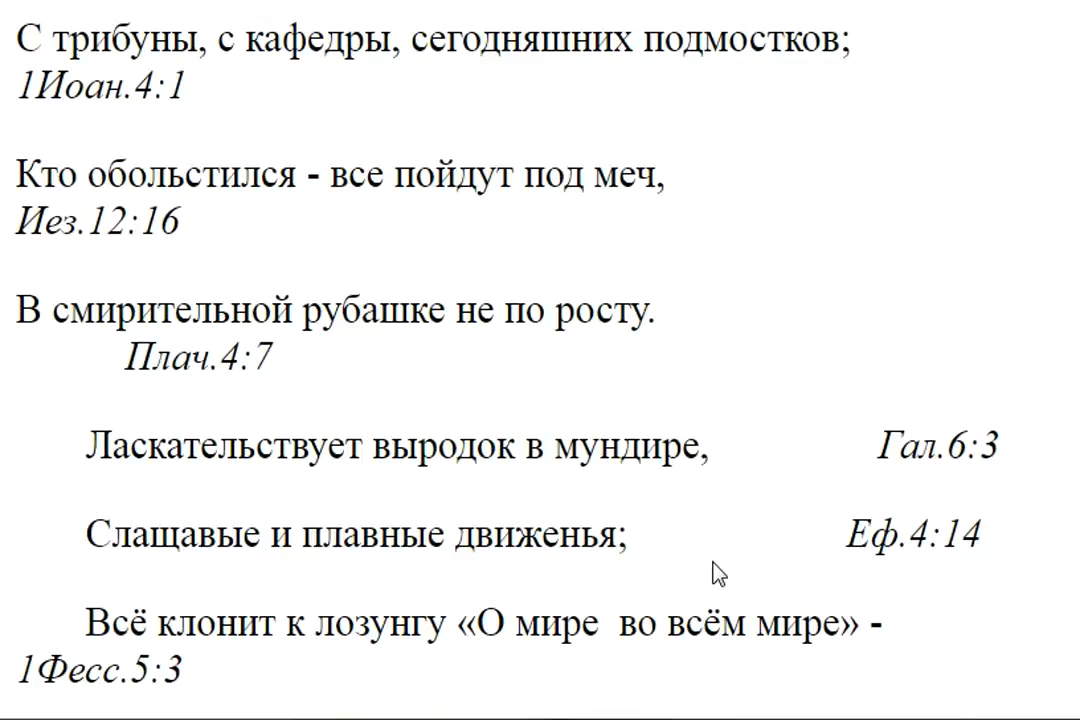 С трибуны, с кафедры, сегодняшних подмостков;
1Иоан.4:1
Кто обольстился - все пойдут под меч,
Иез.12:16
В смирительной рубашке не по росту.
Плач.4:7
Ласкательствует выродок в мундире, Гал.6:3
Слащавые и плавные движенья; Еф.4:14
Всё клонит к лозунгу «О мире во всём мире» -
1Фесс.5:3